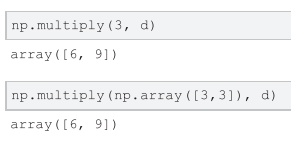 np.multiply(3, d)
array([6, 9])
np.multiply(np.array([3,3]), d)
array([6, 9])